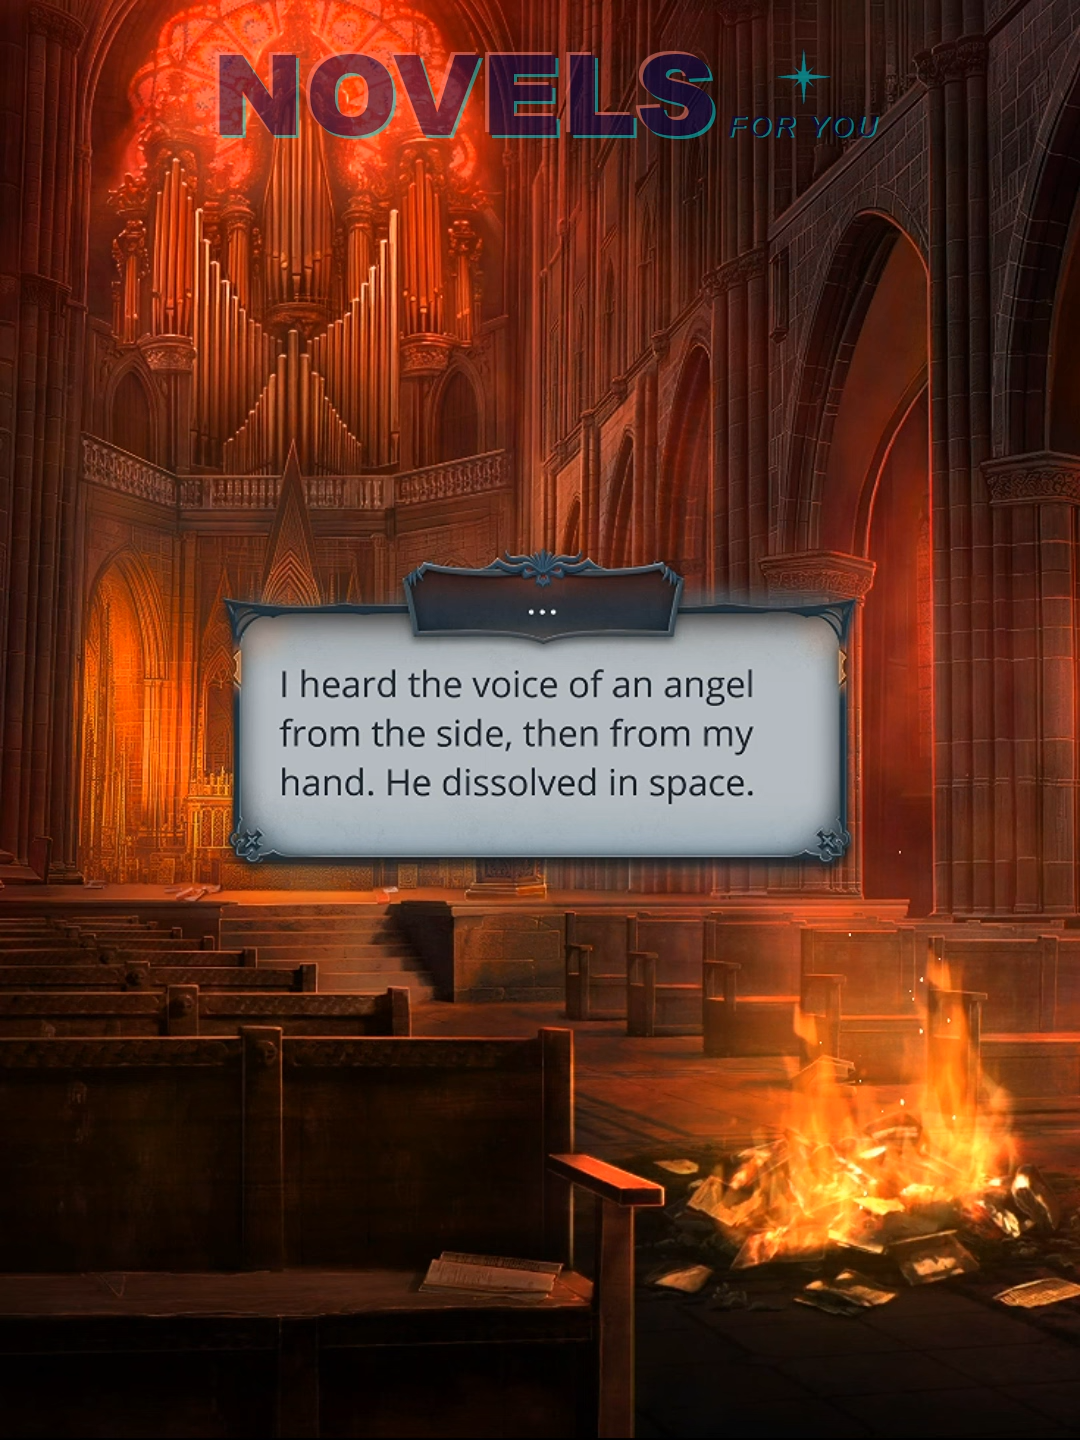 NOVELS
FOR YOU
...
I heard the voice of an angel
from the side, then from my
hand. He dissolved in space.